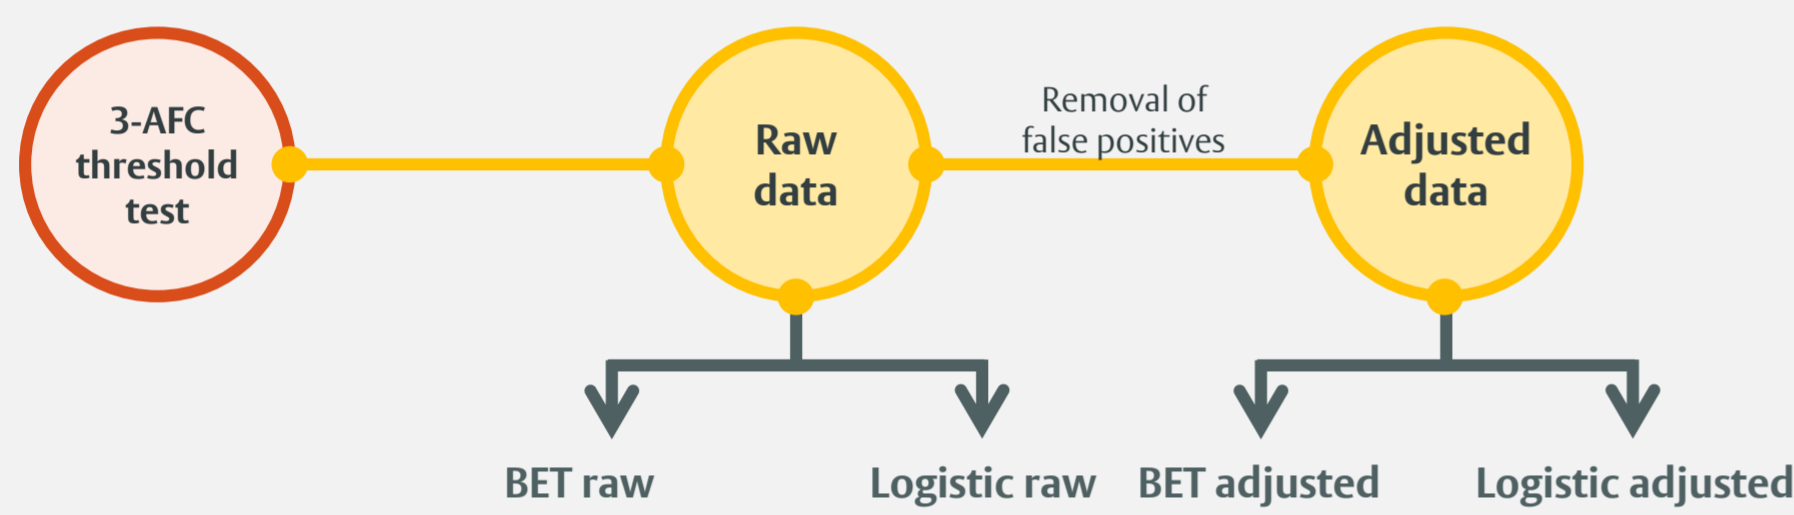 3-AFC
threshold
test
Raw
data
Removal of
false positives
Adjusted
data
BET raw
Logistic raw
BET adjusted
Logistic adjusted